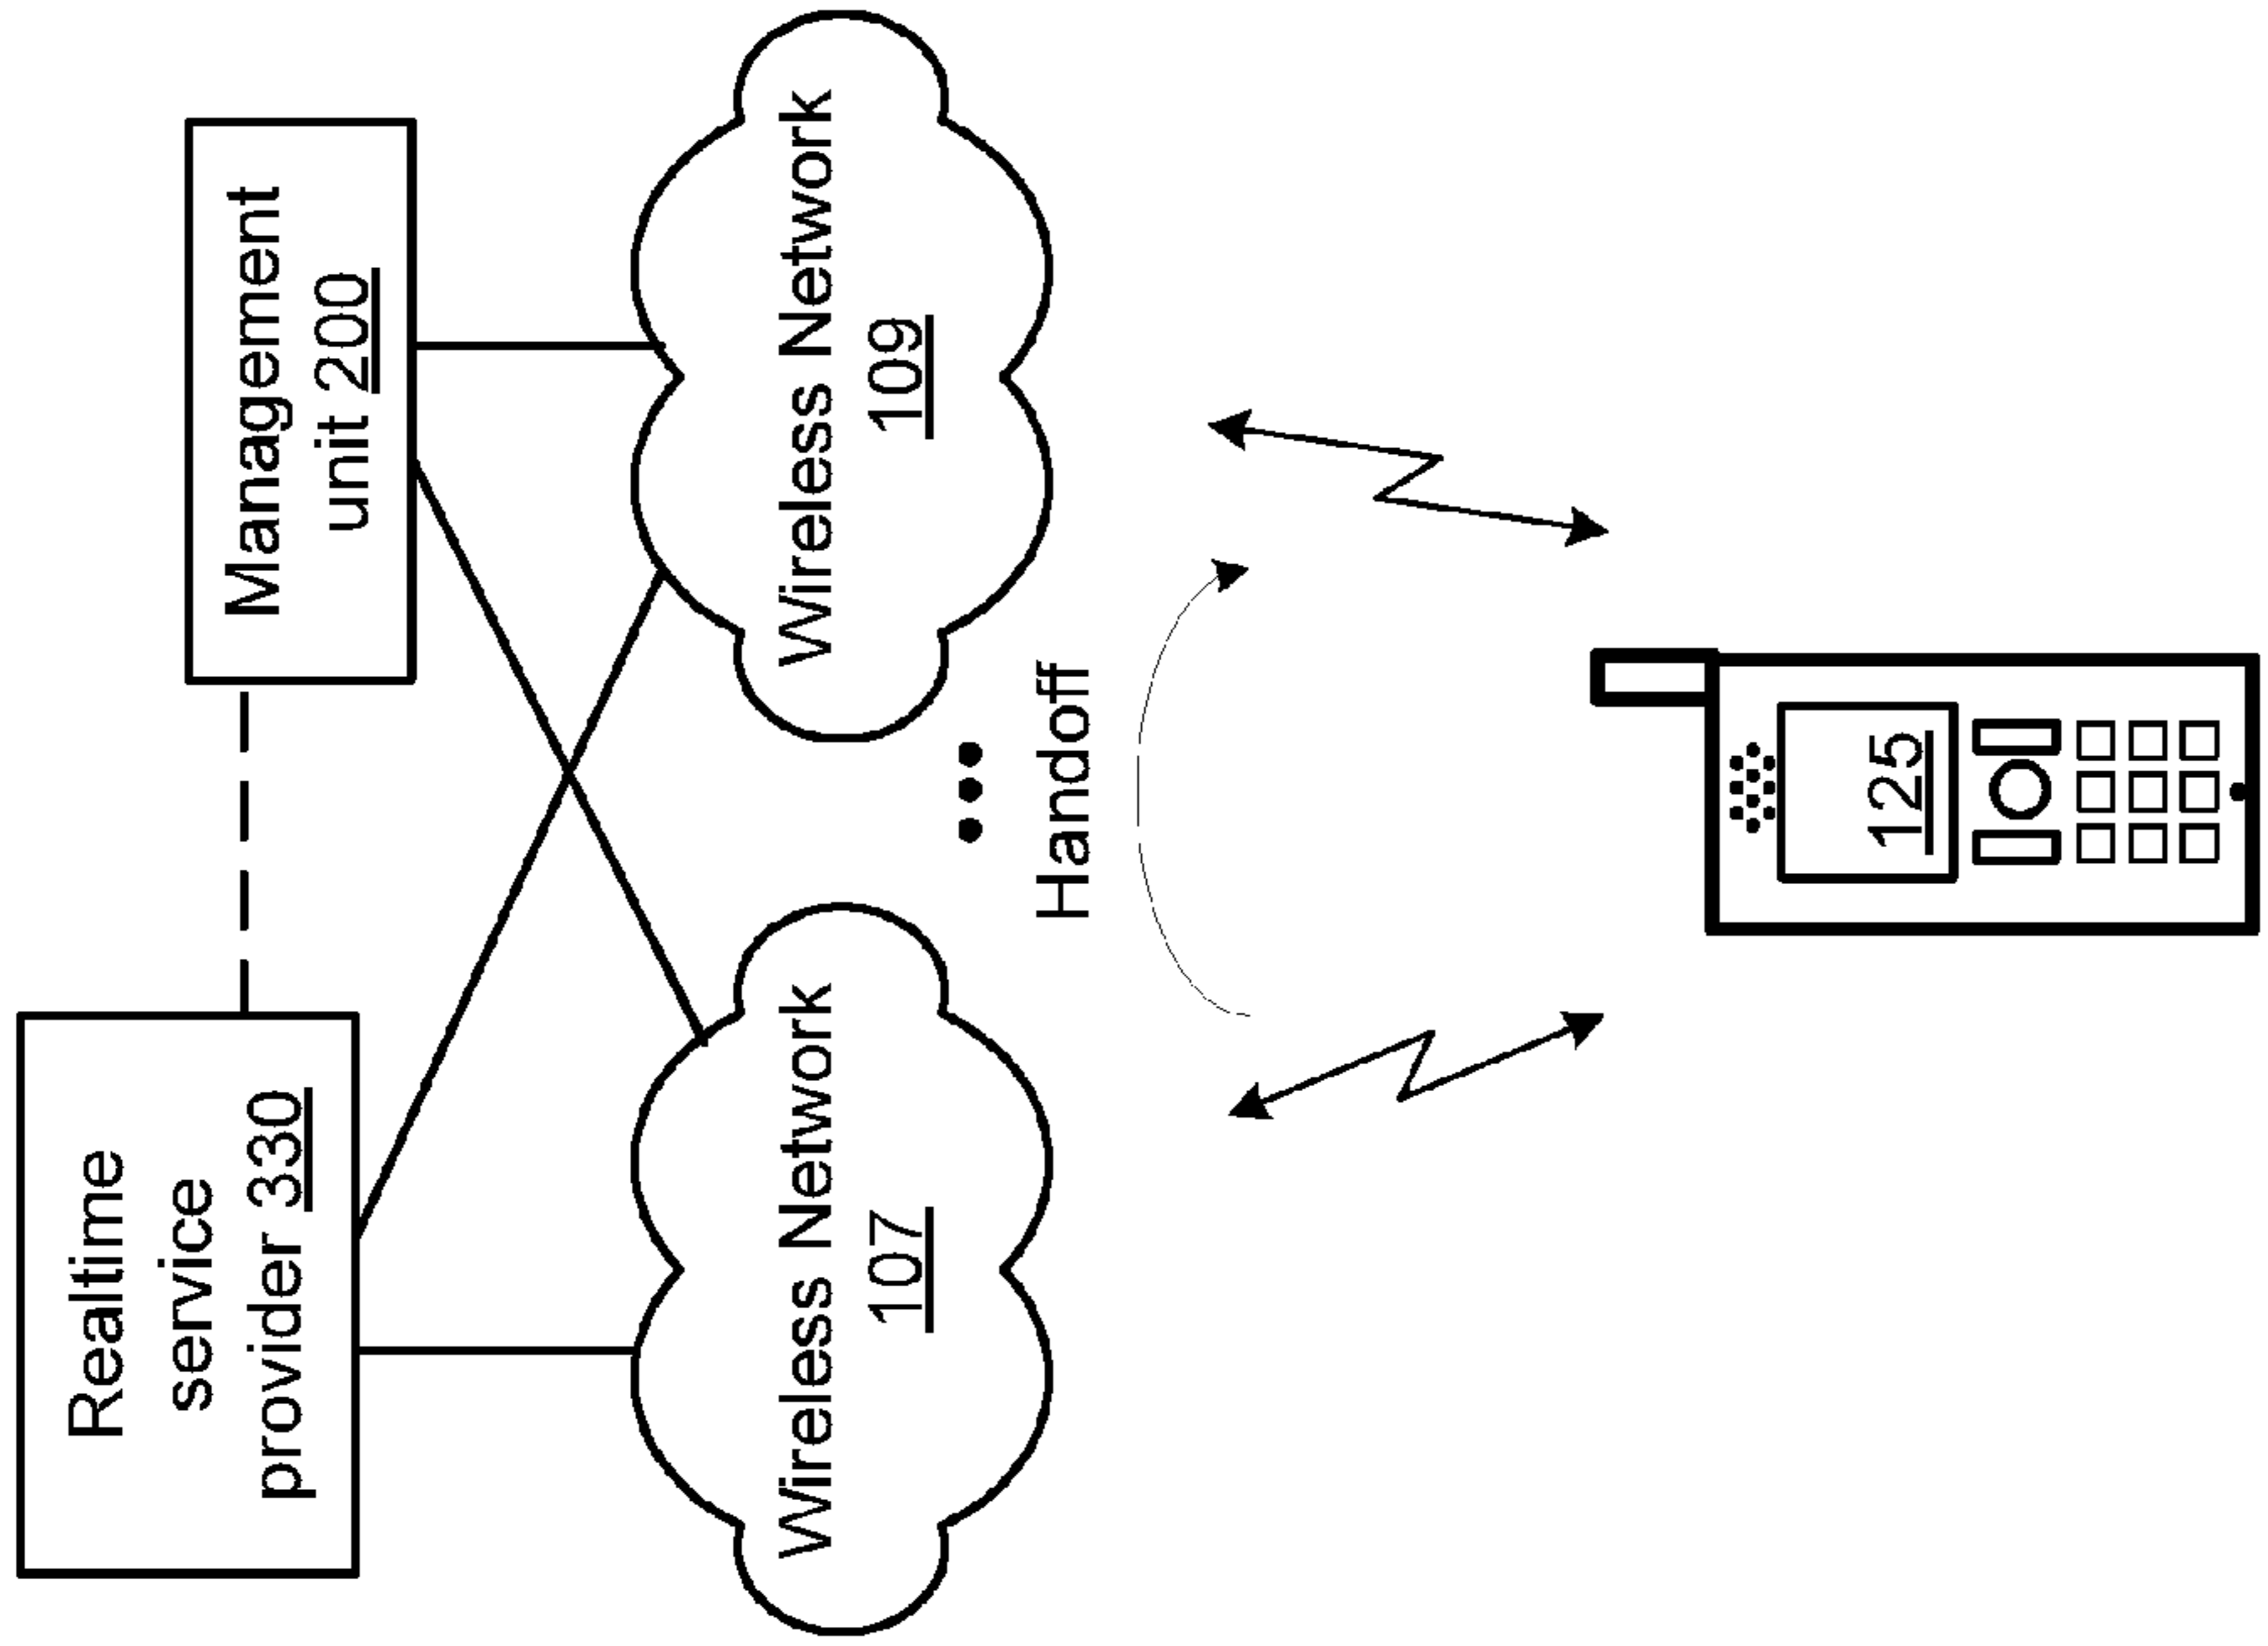 Realtime
service
provider 330
Management
unit 200
Wireless Network
107
Wireless Network
109
Handoff
125